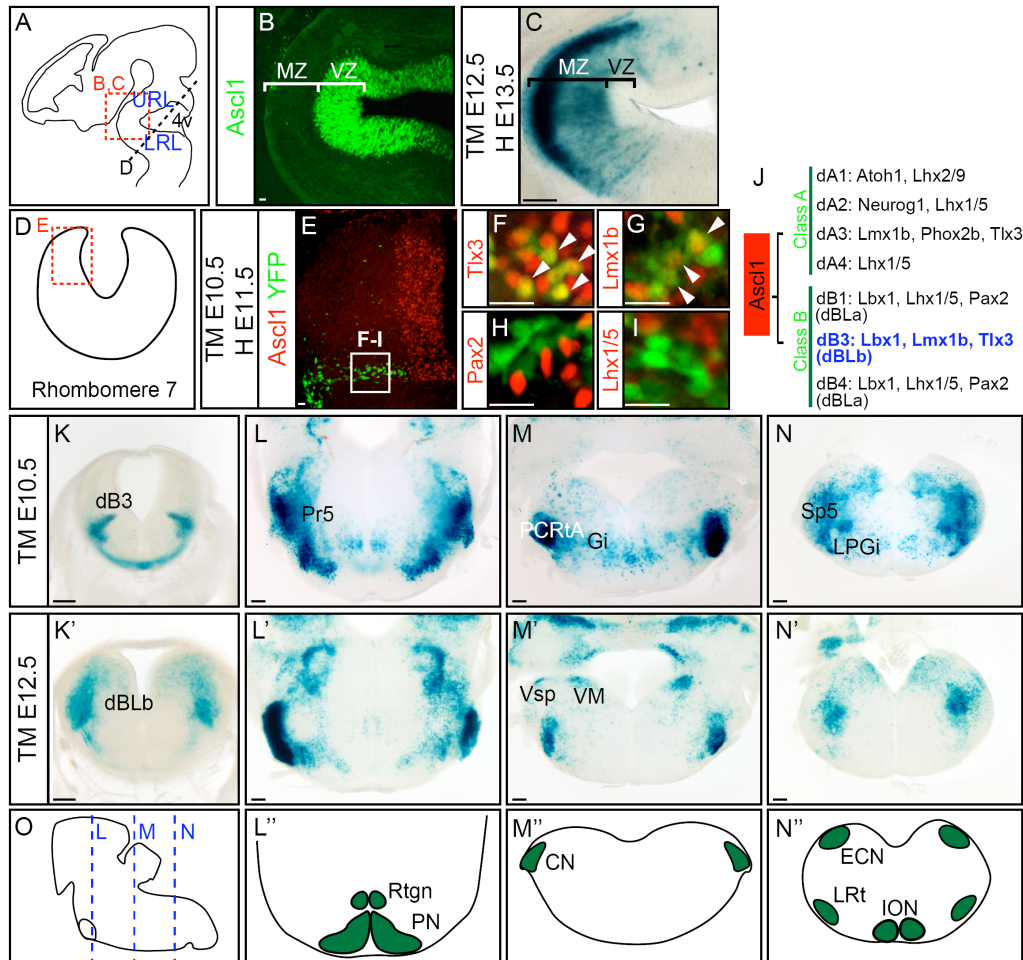 A
B,C
URL
4v
LRL
D
B
Ascl1
MZ
VZ
TM E12.5
H E13.5
C
MZ
VZ
D
E
Rhombomere 7
TM E10.5
H E11.5
Ascl1 YFP
E
F-I
Tlx3
F
Lmx1b
G
Pax2
H
Lhx1/5
I
J
Ascl1
Class A
dA1: Atoh1, Lhx2/9
dA2: Neurog1, Lhx1/5
dA3: Lmx1b, Phox2b, Tlx3
dA4: Lhx1/5
Class B
dB1: Lbx1, Lhx1/5, Pax2
(dBLa)
dB3: Lbx1, Lmx1b, Tlx3
(dBLb)
dB4: Lbx1, Lhx1/5, Pax2
(dBLa)
TM E10.5
K
dB3
L
Pr5
M
PCRtA
Gi
N
Sp5
LPGi
TM E12.5
K’
dBLb
L’
M’
Vsp
VM
N’
O
L
M
N
L’’
Rtgn
PN
M’’
CN
N’’
ECN
LRt
ION